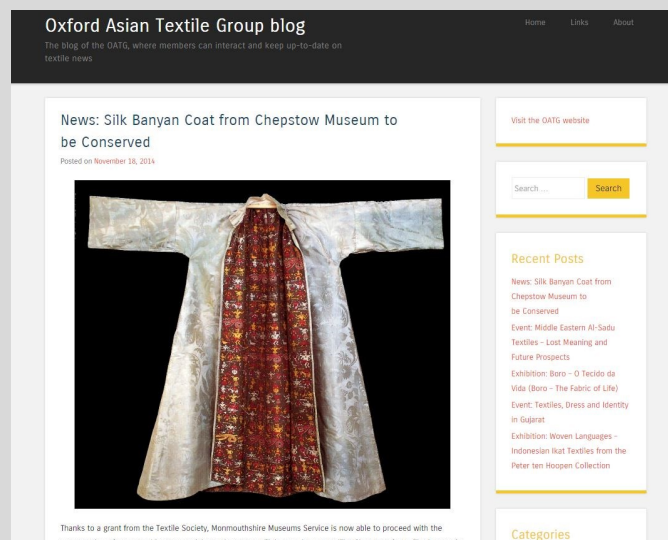 Oxford Asian Textile Group blog
The blog of the OATG, where members can interact and keep up-to-date on
textile news
Home Links About
News: Silk Banyan Coat from Chepstow Museum to
be Conserved
Posted on November 18, 2014
Thanks to a grant from the Textile Society, Monmouthshire Museums Service is now able to proceed with the
Visit the OATG website
Search ...
Search
Recent Posts
News: Silk Banyan Coat from
Chepstow Museum to
be Conserved
Event: Middle Eastern Al-Sadu
Textiles – Lost Meaning and
Future Prospects
Exhibition: Boro – O Tecido da
Vida (Boro – The Fabric of Life)
Event: Textiles, Dress and Identity
in Gujarat
Exhibition: Woven Languages –
Indonesian Ikat Textiles from the
Peter ten Hoopen Collection
Categories